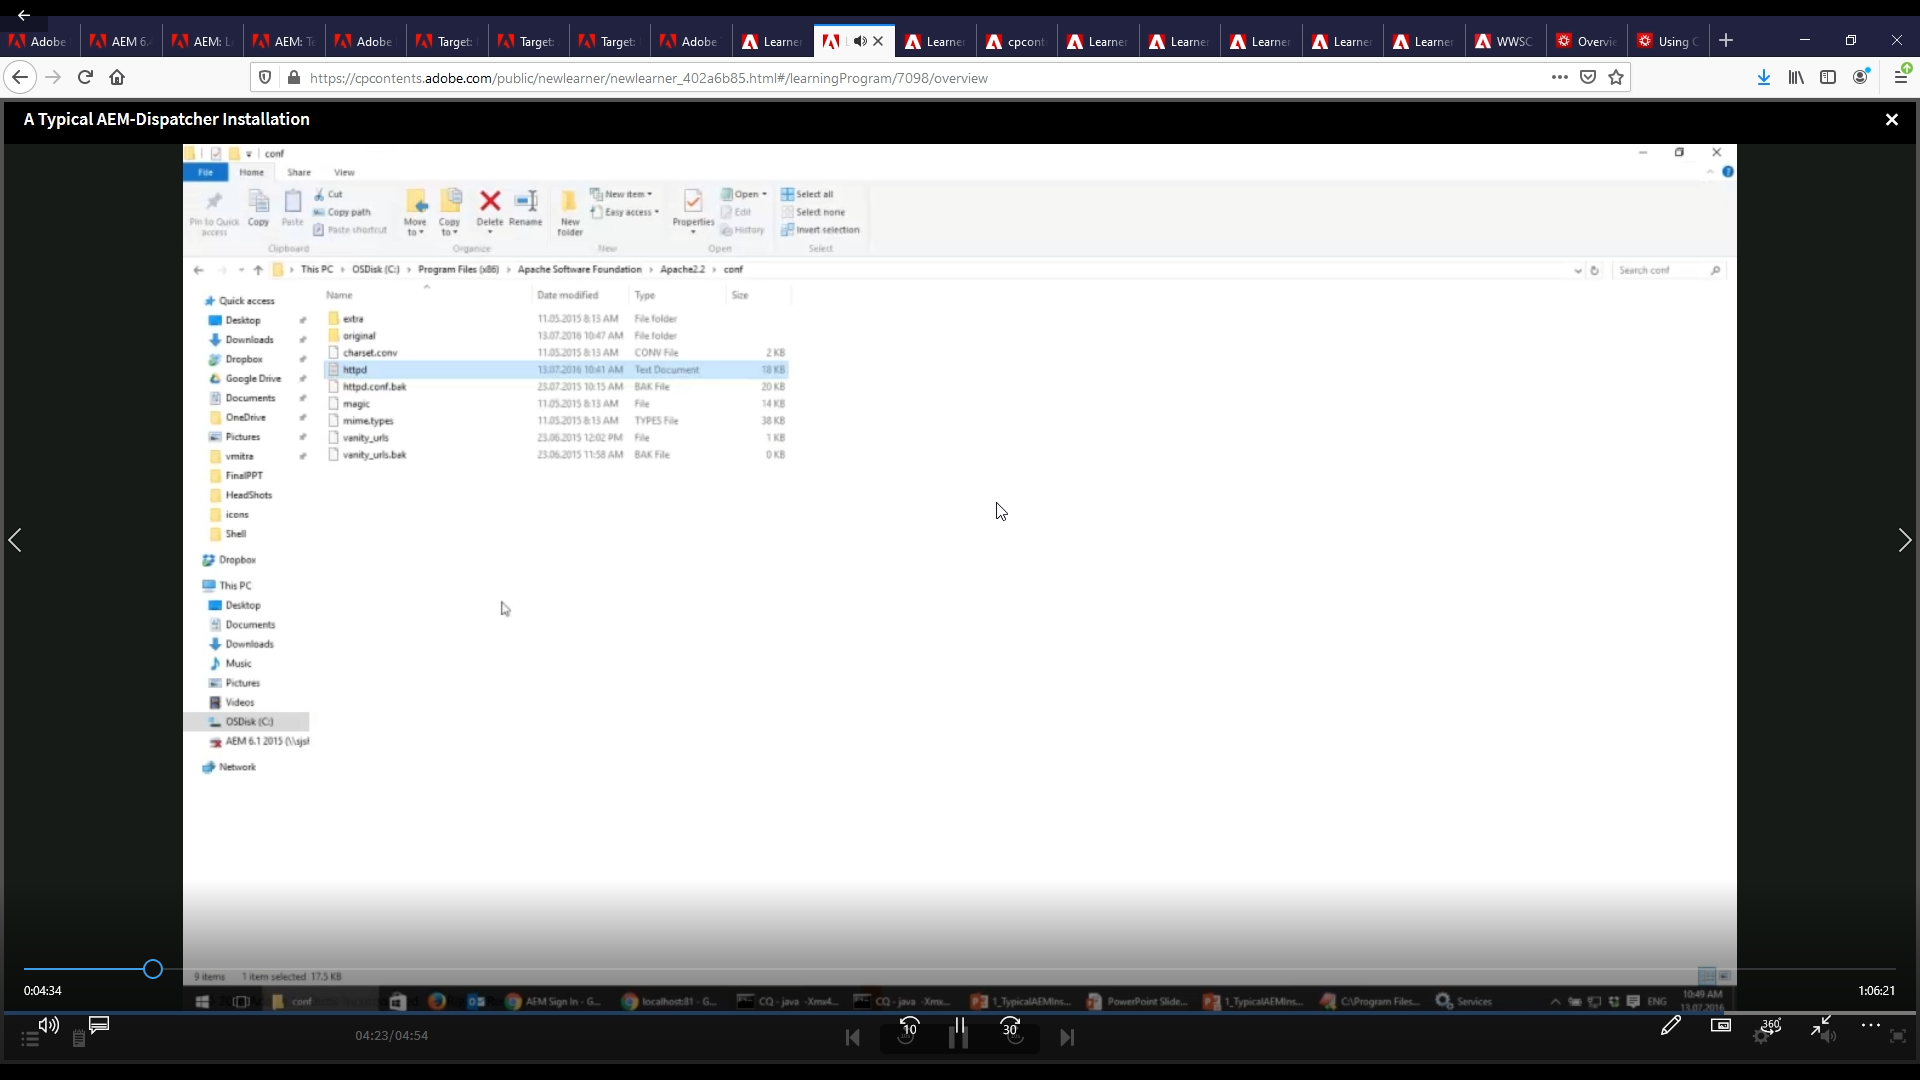 Adobe
AEM 6.
AEM: L
AEM: Te
Adobe
Target:
Target:
Target:
Adobe
Learner
L
Learner
cpcont
Learner
Learner
Learner
Learner
Learner
WWSC
Overvie
Using C
https://cpcontents.adobe.com/public/newlearner/newlearner_402a6b85.html#/learningProgram/7098/overview
A Typical AEM-Dispatcher Installation
conf
File Home Share View
Pin to Quick access
Copy
Paste
Cut
Copy path
Paste shortcut
Clipboard
Move to
Copy to
Delete
Rename
Organize
New folder
New item
Easy access
New
Properties
Open
Edit
History
Open
Select all
Select none
Invert selection
Select
This PC > OSDisk (C:) > Program Files (x86) > Apache Software Foundation > Apache2.2 > conf
Search conf
Name Date modified Type Size
extra 11.05.2015 8:13 AM File folder
original 13.07.2016 10:47 AM File folder
charset.conv 11.05.2015 8:13 AM CONV File 2 KB
httpd 13.07.2016 10:41 AM Text Document 18 KB
httpd.conf.bak 23.07.2015 10:15 AM BAK File 20 KB
magic 11.05.2015 8:13 AM File 14 KB
mime.types 11.05.2015 8:13 AM TYPES File 38 KB
vanity_urls 23.06.2015 12:02 PM File 1 KB
vanity_urls.bak 23.06.2015 11:58 AM BAK File 0 KB
Quick access
Desktop
Downloads
Dropbox
Google Drive
Documents
OneDrive
Pictures
vmitra
FinalPPT
HeadShots
icons
Shell
Dropbox
This PC
Desktop
Documents
Downloads
Music
Pictures
Videos
OSDisk (C:)
AEM 6.1 2015 (\\sjsl
Network
9 items 1 item selected 17.5 KB
0:04:34
1:06:21
conf
AEM Sign In - G...
localhost:81 - G...
CQ - java -Xmx4...
CQ - java -Xmx...
1_TypicalAEMIns...
PowerPoint Slide...
1_TypicalAEMIns...
C:\Program Files...
Services
ENG
10:49 AM
13.07.2016
04:23/04:54
10
30
360